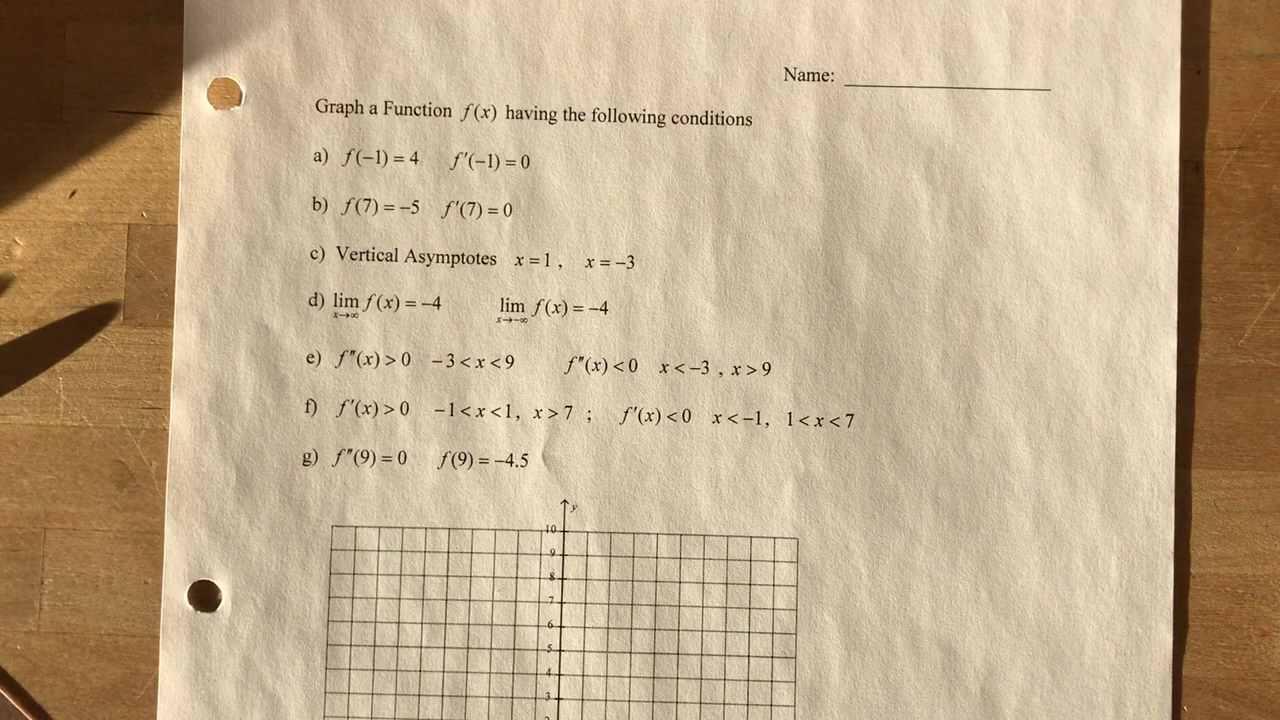 Name: ____________________
Graph a Function f(x) having the following conditions
a) f(−1) = 4 f′(−1) = 0
b) f(7) = −5 f′(7) = 0
c) Vertical Asymptotes x = 1 , x = −3
d) lim x→∞ f(x) = −4 lim x→−∞ f(x) = −4
e) f″(x) > 0 −3 < x < 9 f″(x) < 0 x < −3 , x > 9
f) f′(x) > 0 −1 < x < 1, x > 7 ; f′(x) < 0 x < −1, 1 < x < 7
g) f″(9) = 0 f(9) = −4.5
y
10
9
8
7
6
5
4
3